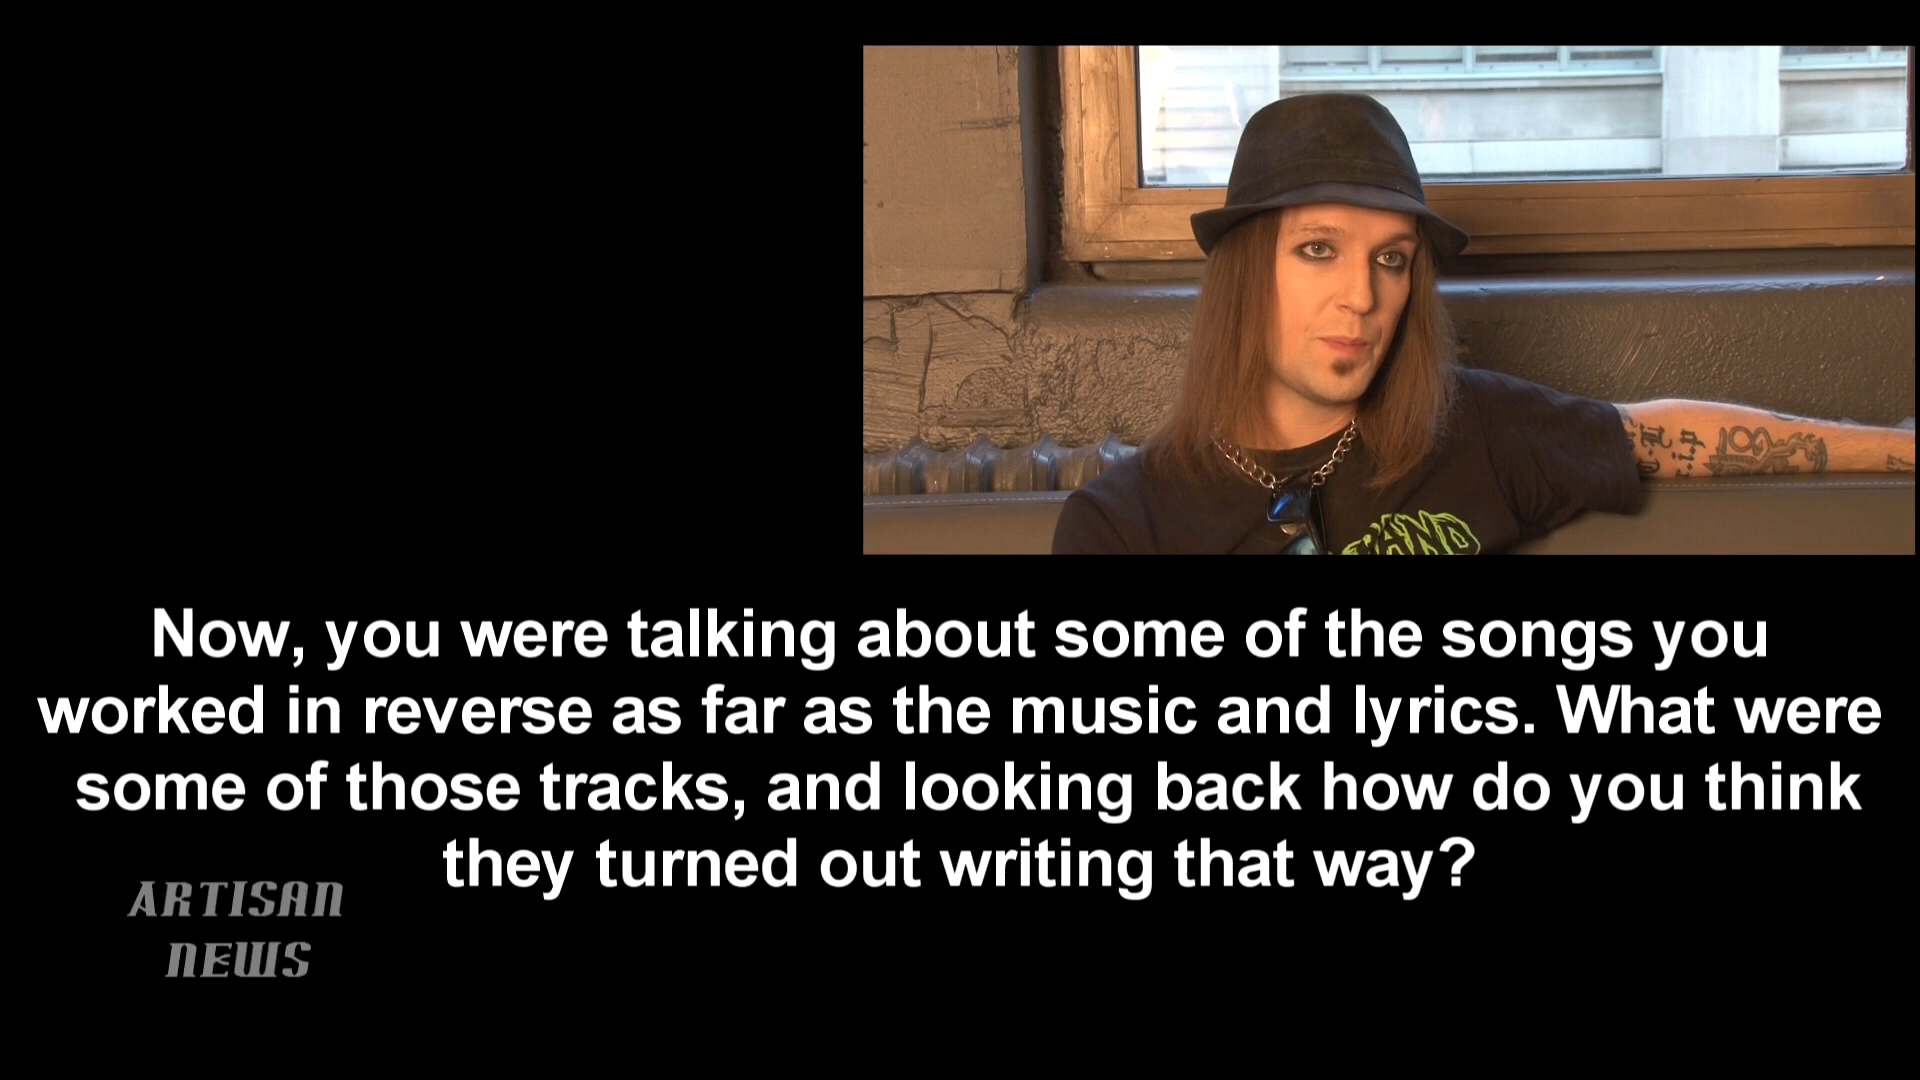 AND
Now, you were talking about some of the songs you
worked in reverse as far as the music and lyrics. What were
some of those tracks, and looking back how do you think
they turned out writing that way?
ARTISAN
NEWS